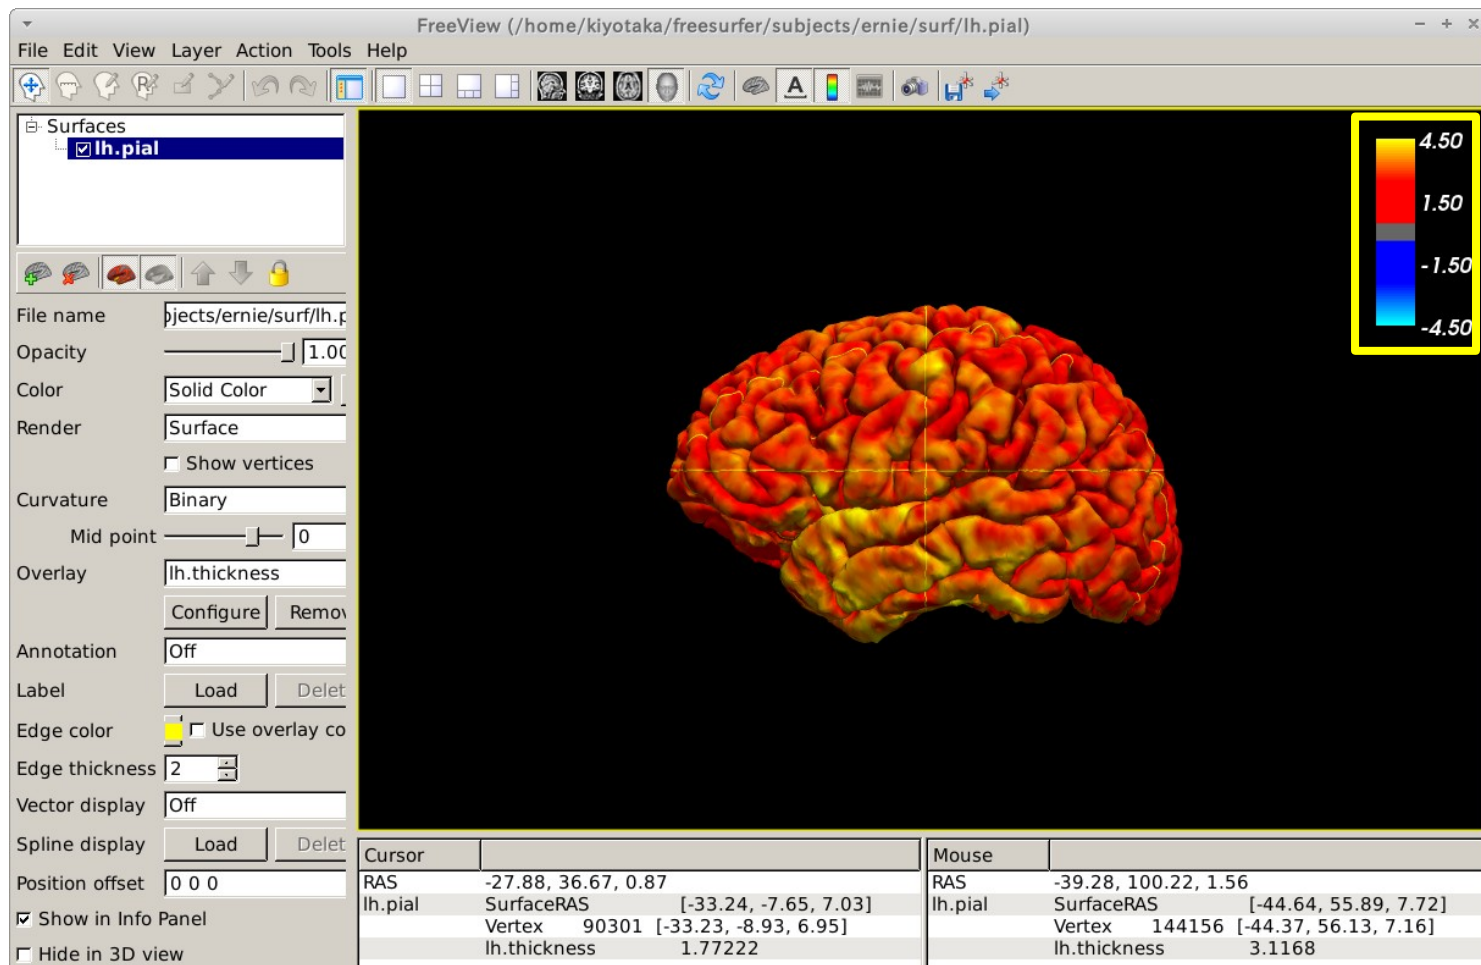 FreeView (/home/kiyotaka/freesurfer/subjects/ernie/surf/lh.pial)
File Edit View Layer Action Tools Help
Surfaces
lh.pial
File name bjects/ernie/surf/lh.p
Opacity 1.00
Color Solid Color
Render Surface
Show vertices
Curvature Binary
Mid point 0
Overlay lh.thickness
Configure Remov
Annotation Off
Label Load Delet
Edge color Use overlay co
Edge thickness 2
Vector display Off
Spline display Load Delet
Position offset 0 0 0
Show in Info Panel
Hide in 3D view
4.50
1.50
-1.50
-4.50
Cursor
RAS -27.88, 36.67, 0.87
lh.pial SurfaceRAS [-33.24, -7.65, 7.03]
Vertex 90301 [-33.23, -8.93, 6.95]
lh.thickness 1.77222
Mouse
RAS -39.28, 100.22, 1.56
lh.pial SurfaceRAS [-44.64, 55.89, 7.72]
Vertex 144156 [-44.37, 56.13, 7.16]
lh.thickness 3.1168